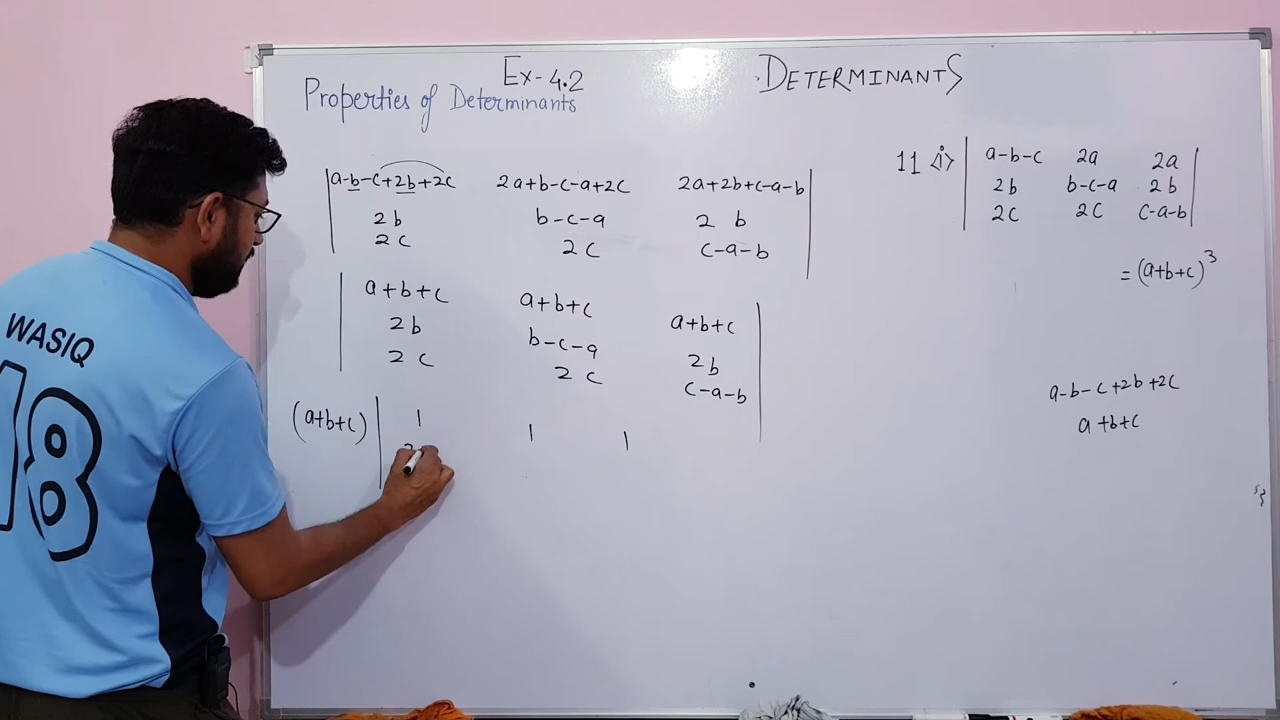 Ex-4.2
DETERMINANTS
Properties of Determinants
a-b-c+2b+2c 2a+b-c-a+2c 2a+2b+c-a-b
2b b-c-a 2 b
2c 2c c-a-b
a+b+c a+b+c a+b+c
2b b-c-a 2b
2c 2c c-a-b
(a+b+c) 1 1 1
11 <i> a-b-c 2a 2a
2b b-c-a 2b
2c 2c c-a-b
= (a+b+c)³
a-b-c+2b+2c
a+b+c
WASIQ
18